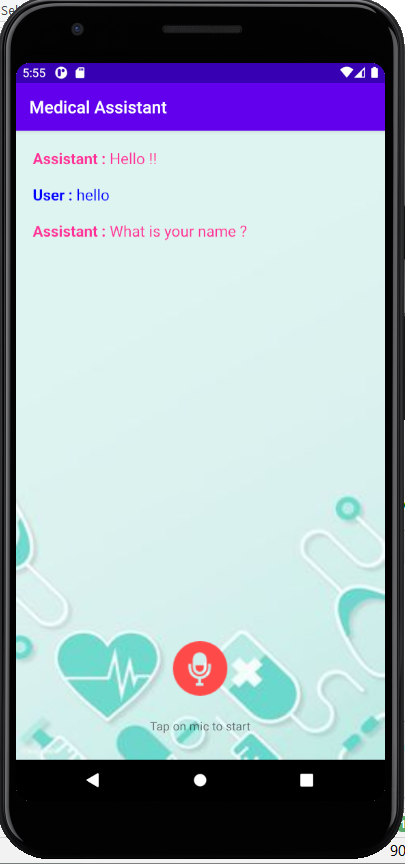 Se
5:55
Medical Assistant
Assistant : Hello !!
User : hello
Assistant : What is your name ?
Tap on mic to start
90